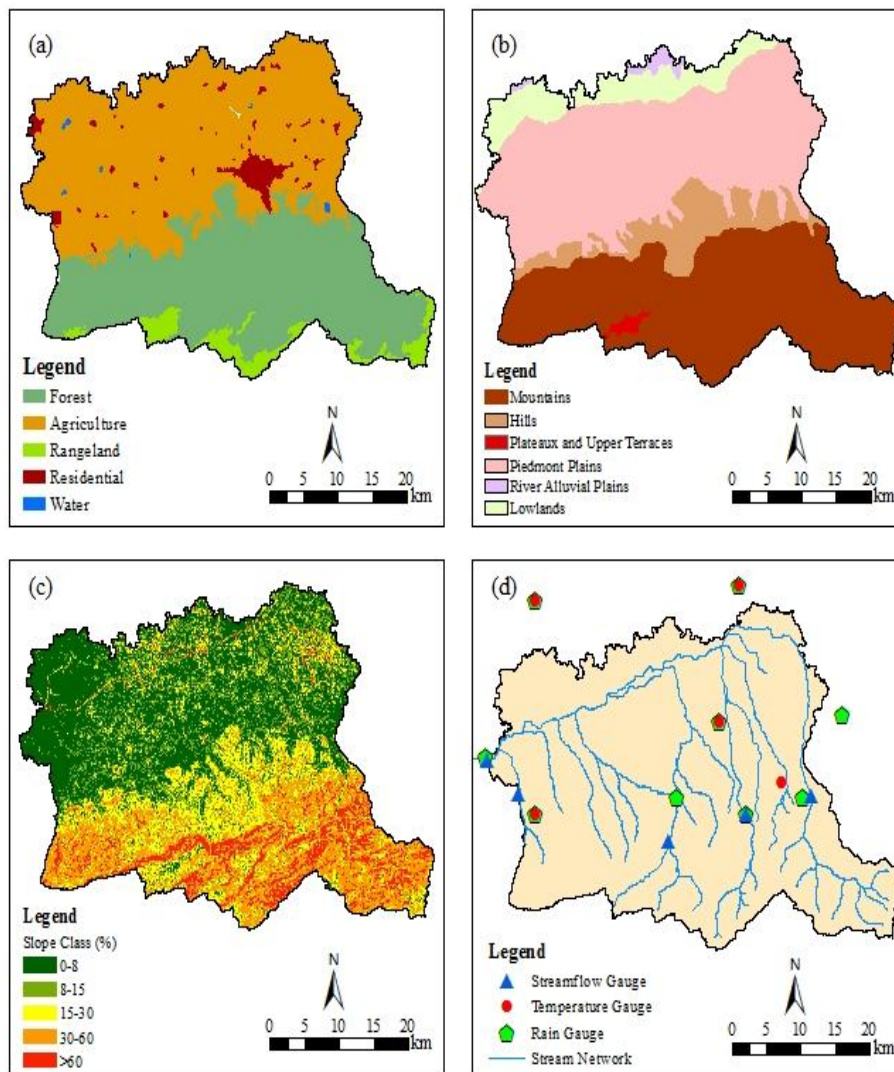 (a)
Legend
Forest
Agriculture
Rangeland
Residential
Water
N
0 5 10 15 20
km
(b)
Legend
Mountains
Hills
Plateaux and Upper Terraces
Piedmont Plains
River Alluvial Plains
Lowlands
N
0 5 10 15 20
km
(c)
Legend
Slope Class (%)
0-8
8-15
15-30
30-60
>60
N
0 5 10 15 20
km
(d)
Legend
Streamflow Gauge
Temperature Gauge
Rain Gauge
Stream Network
N
0 5 10 15 20
km